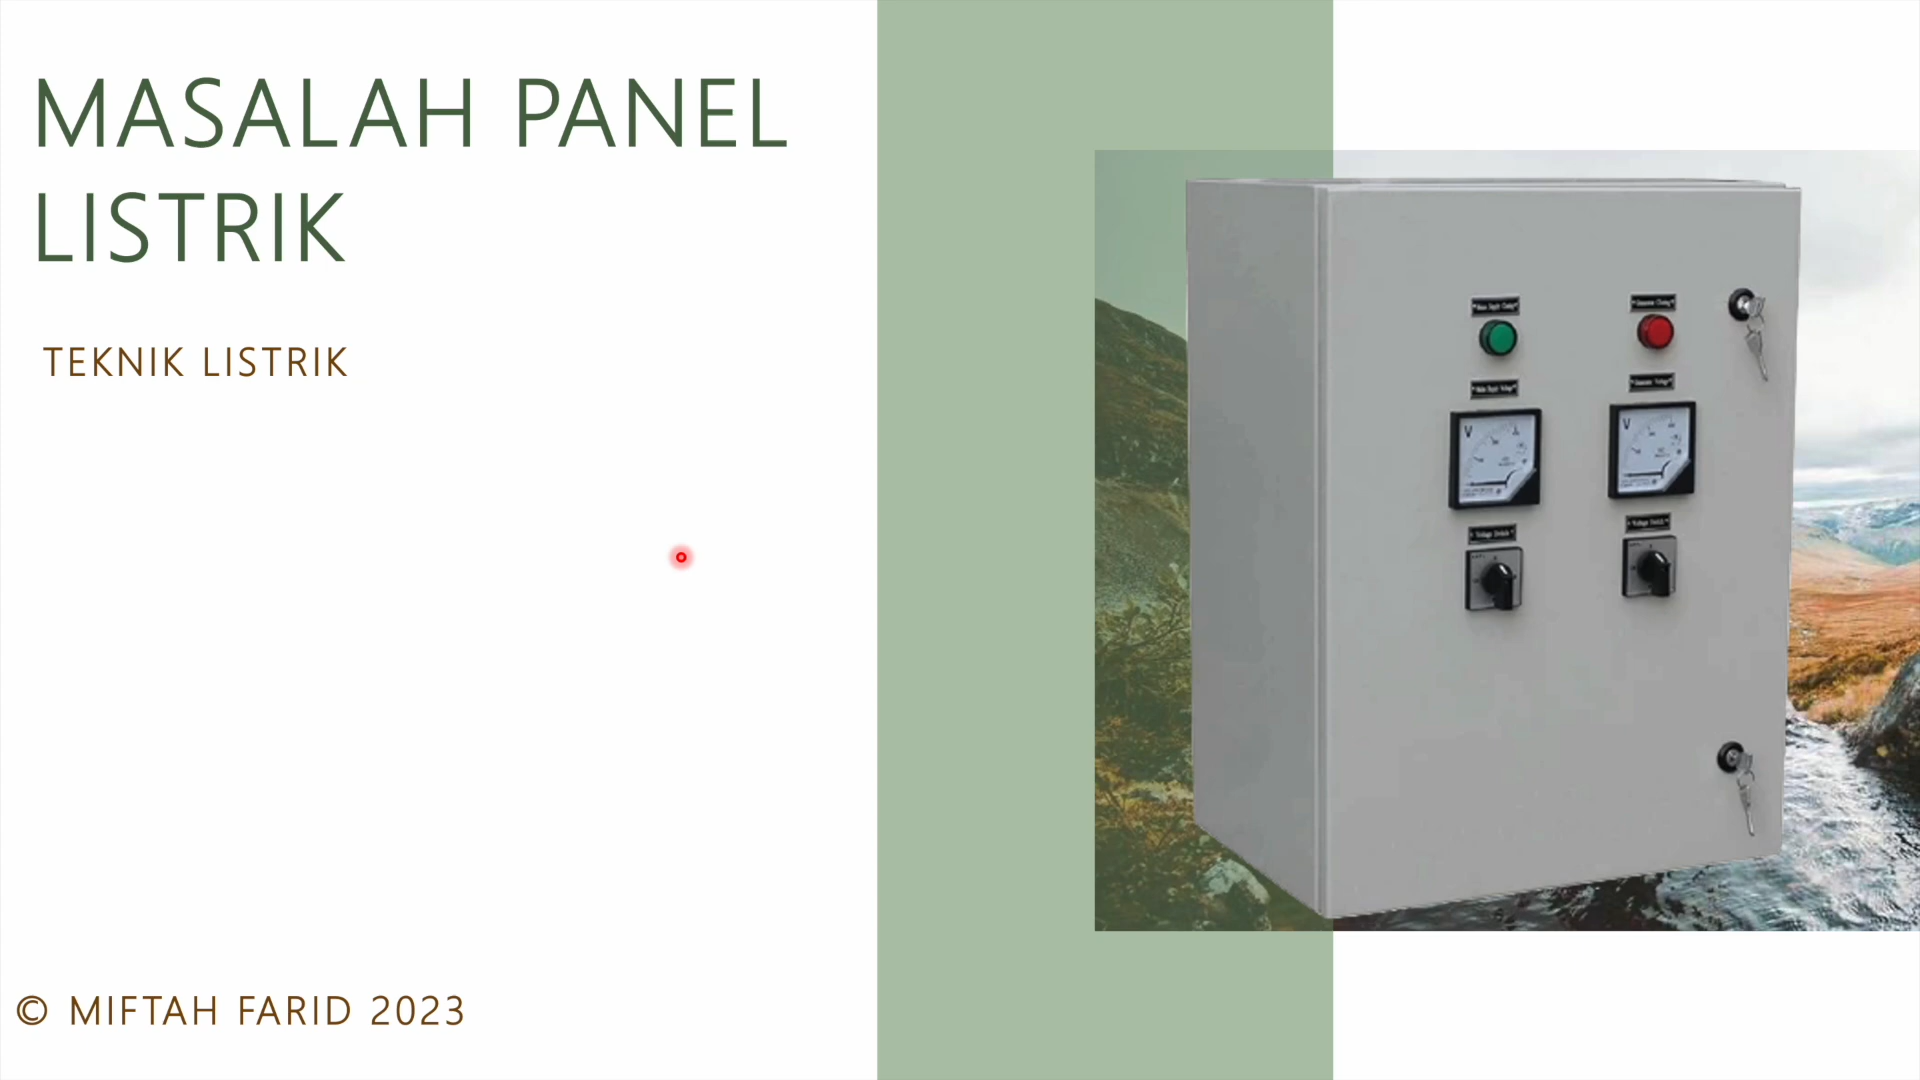 MASALAH PANEL
LISTRIK
TEKNIK LISTRIK
© MIFTAH FARID 2023
V
V